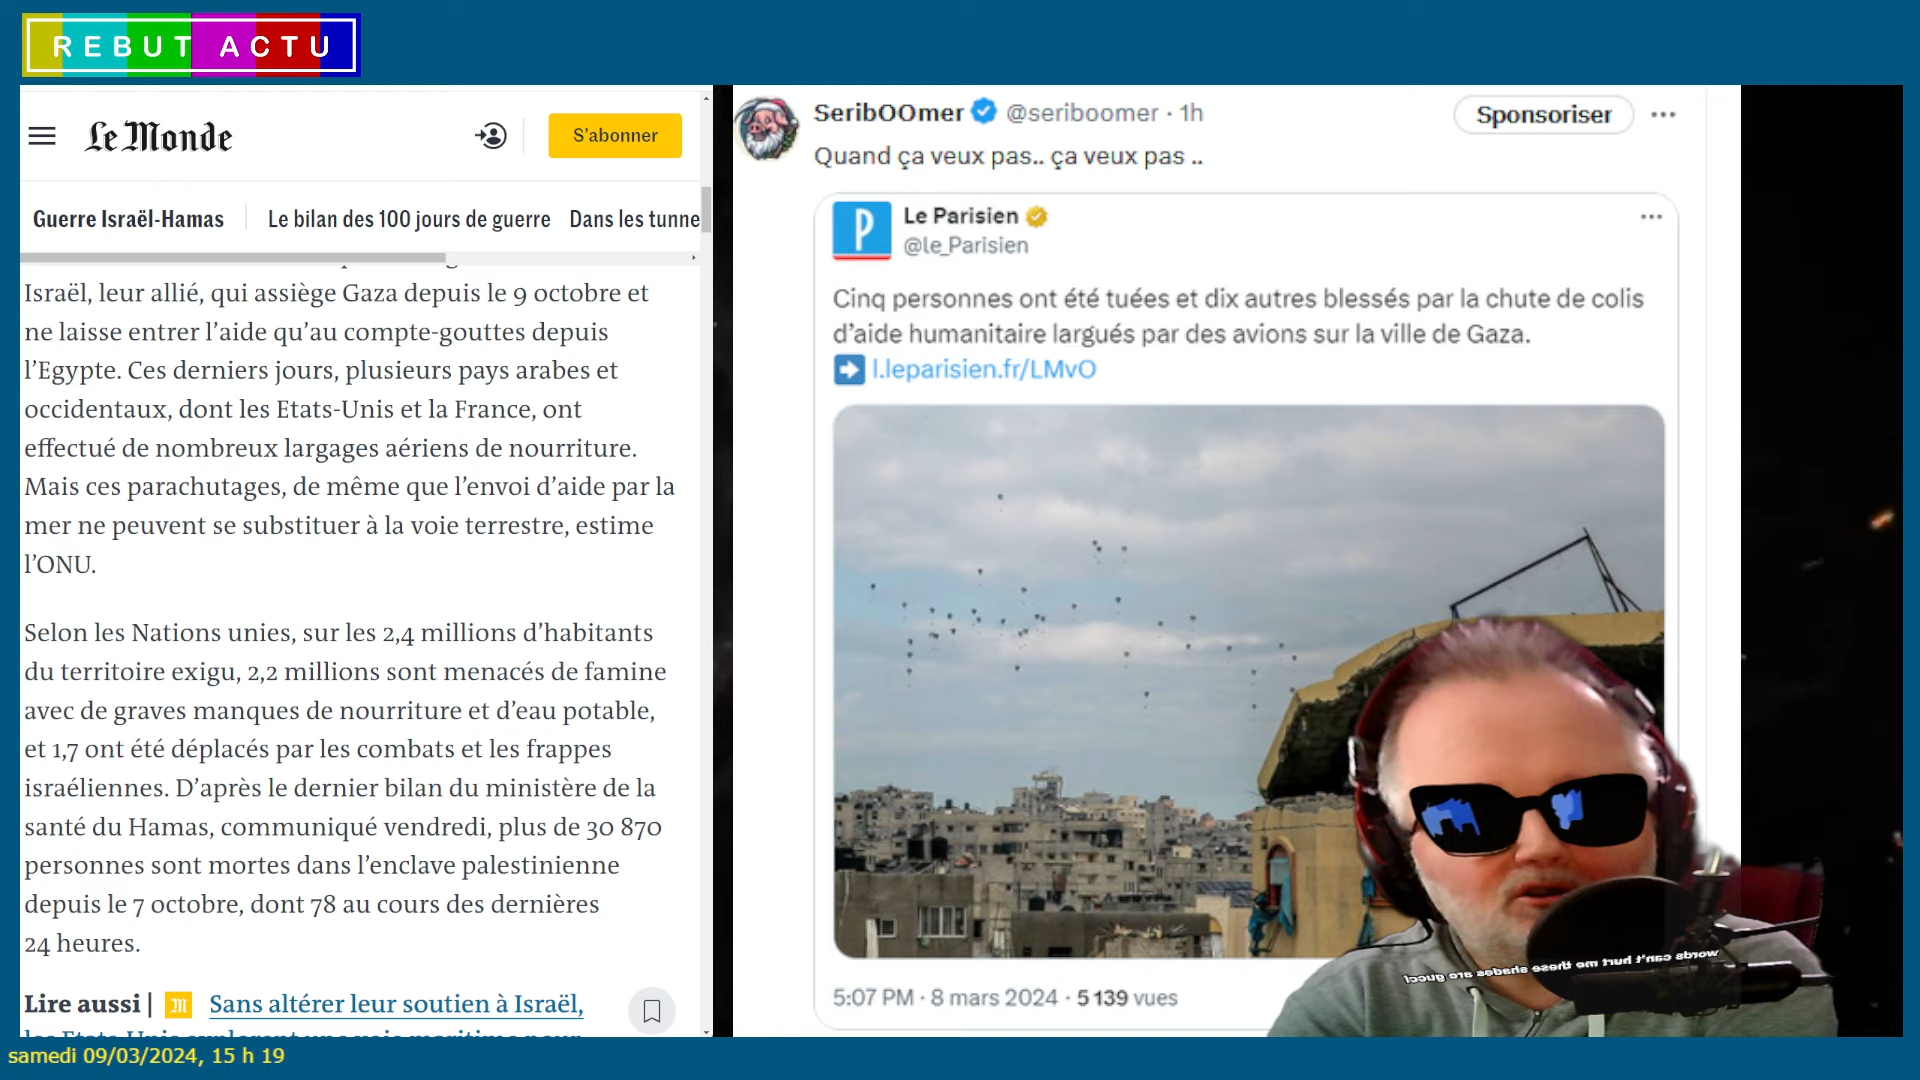 REBUT ACTU
Le Monde
S'abonner
Guerre Israël-Hamas
Le bilan des 100 jours de guerre
Dans les tunne
Israël, leur allié, qui assiège Gaza depuis le 9 octobre et
ne laisse entrer l'aide qu'au compte-gouttes depuis
l'Egypte. Ces derniers jours, plusieurs pays arabes et
occidentaux, dont les Etats-Unis et la France, ont
effectué de nombreux largages aériens de nourriture.
Mais ces parachutages, de même que l'envoi d'aide par la
mer ne peuvent se substituer à la voie terrestre, estime
l'ONU.
Selon les Nations unies, sur les 2,4 millions d'habitants
du territoire exigu, 2,2 millions sont menacés de famine
avec de graves manques de nourriture et d'eau potable,
et 1,7 ont été déplacés par les combats et les frappes
israéliennes. D'après le dernier bilan du ministère de la
santé du Hamas, communiqué vendredi, plus de 30 870
personnes sont mortes dans l'enclave palestinienne
depuis le 7 octobre, dont 78 au cours des dernières
24 heures.
Lire aussi | M Sans altérer leur soutien à Israël,
SeribOOmer @seriboomer · 1h
Sponsoriser
Quand ça veux pas.. ça veux pas ..
Le Parisien
@le_Parisien
Cinq personnes ont été tuées et dix autres blessés par la chute de colis
d'aide humanitaire largués par des avions sur la ville de Gaza.
➡ l.leparisien.fr/LMvO
5:07 PM · 8 mars 2024 · 5 139 vues
words can't hurt me these shades are gucci
samedi 09/03/2024, 15 h 19